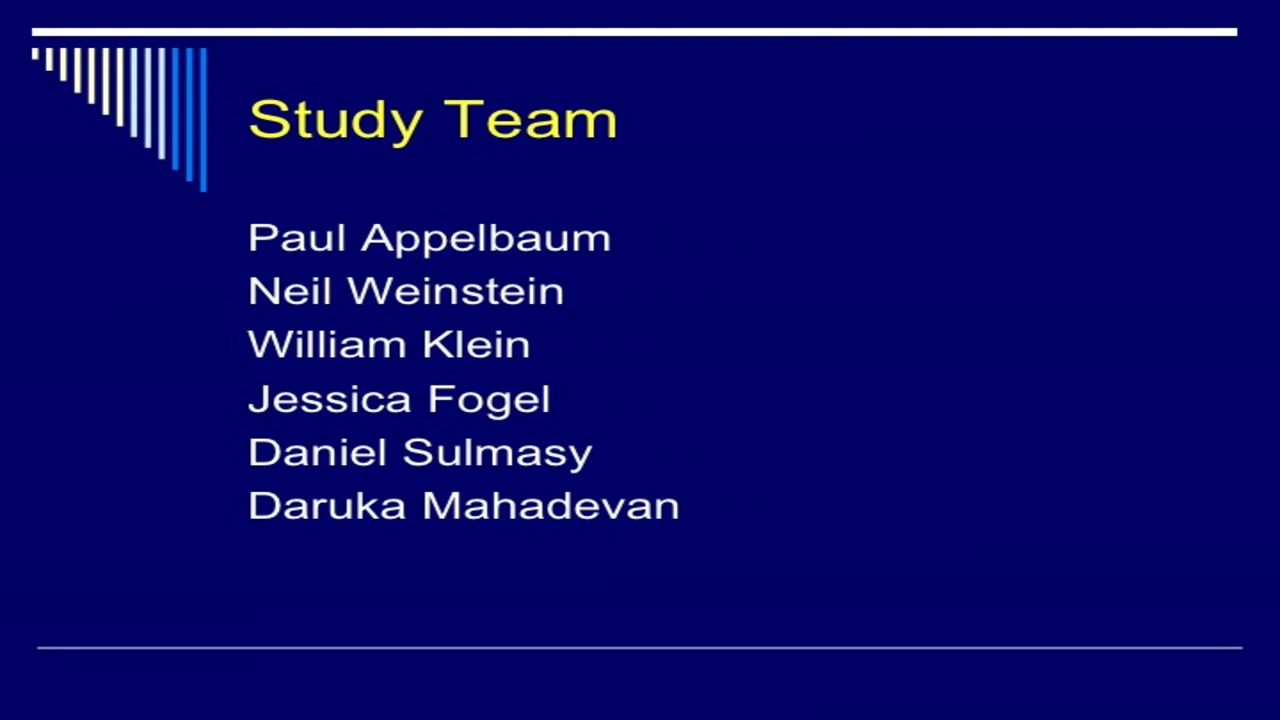 Study Team
Paul Appelbaum
Neil Weinstein
William Klein
Jessica Fogel
Daniel Sulmasy
Daruka Mahadevan